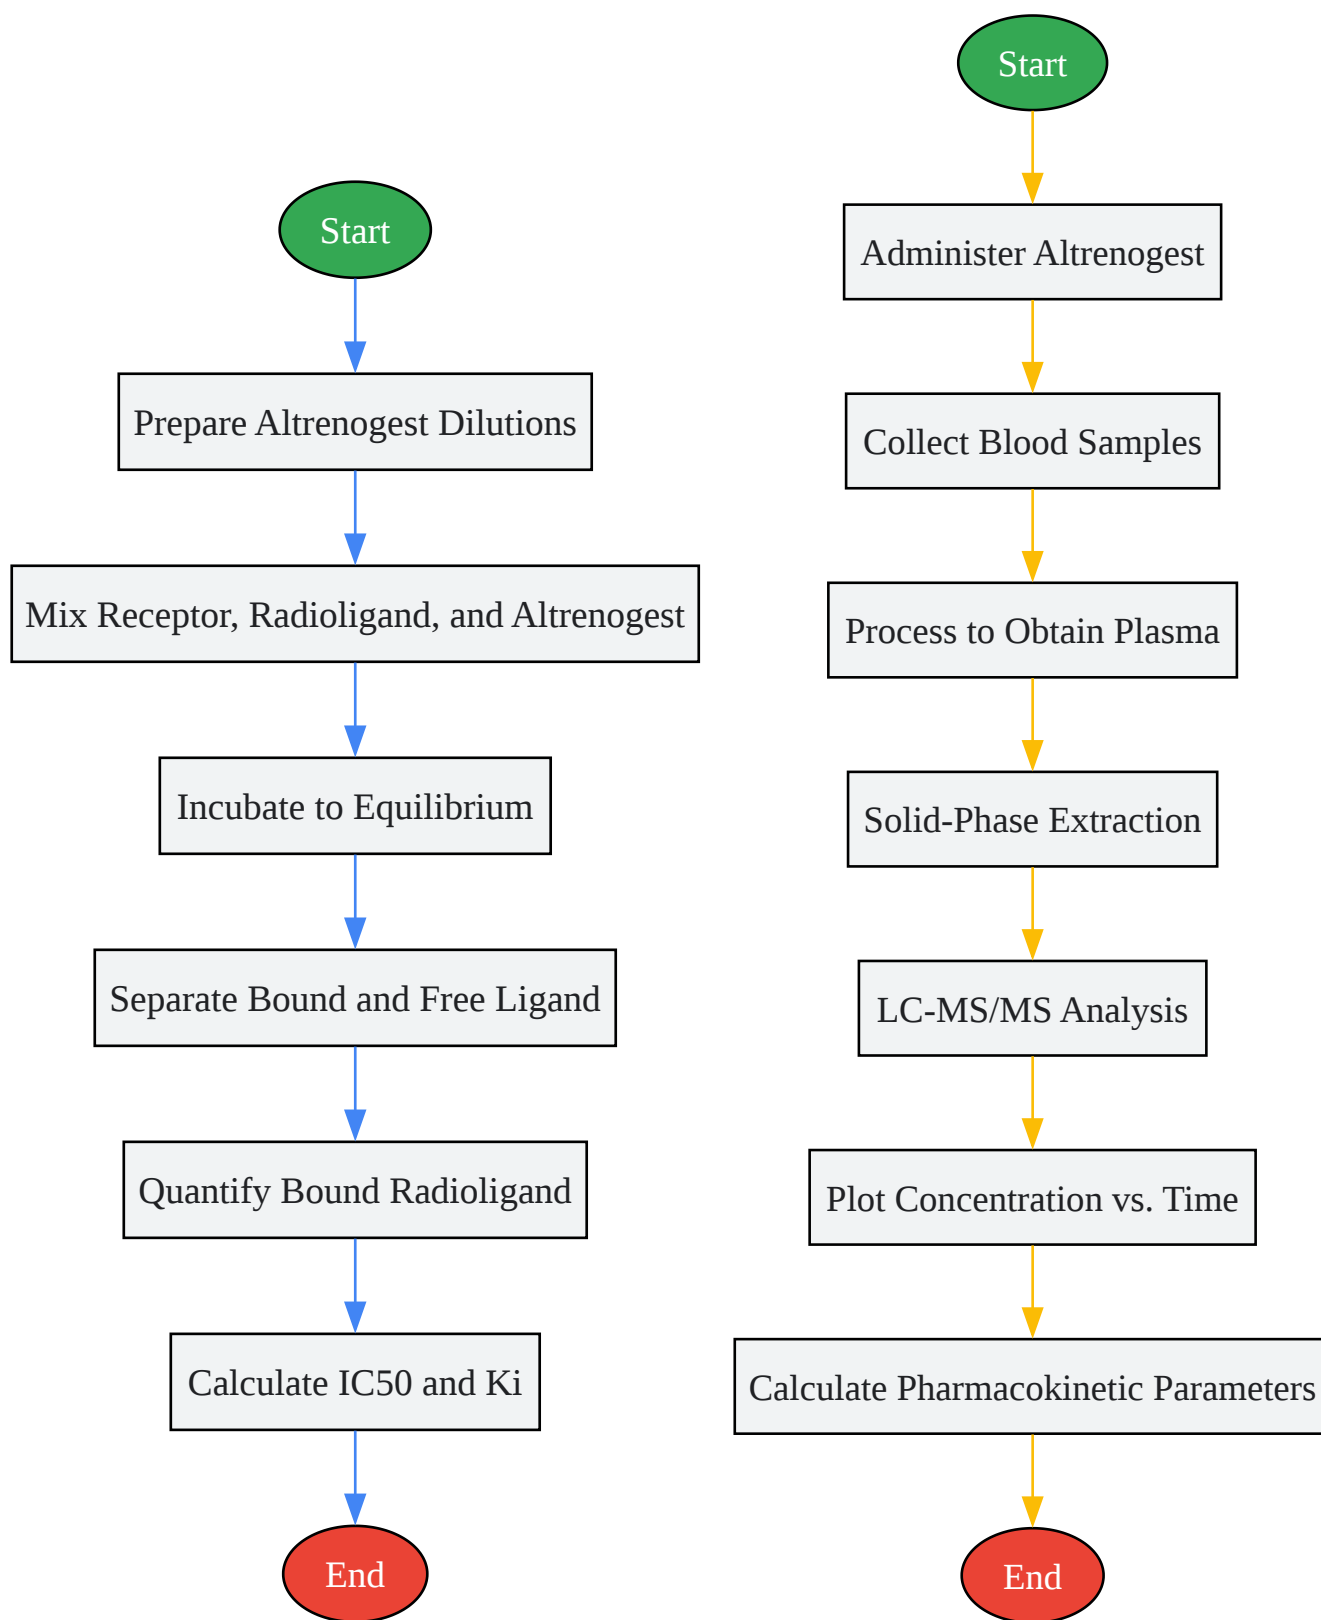 Start
Prepare Altrenogest Dilutions
Mix Receptor, Radioligand, and Altrenogest
Incubate to Equilibrium
Separate Bound and Free Ligand
Quantify Bound Radioligand
Calculate IC50 and Ki
End
Start
Administer Altrenogest
Collect Blood Samples
Process to Obtain Plasma
Solid-Phase Extraction
LC-MS/MS Analysis
Plot Concentration vs. Time
Calculate Pharmacokinetic Parameters
End